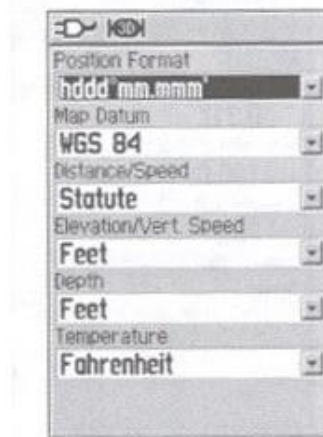 Position Format
hddd°mm.mmm'
Map Datum
WGS 84
Distance/Speed
Statute
Elevation/Vert. Speed
Feet
Depth
Feet
Temperature
Fahrenheit